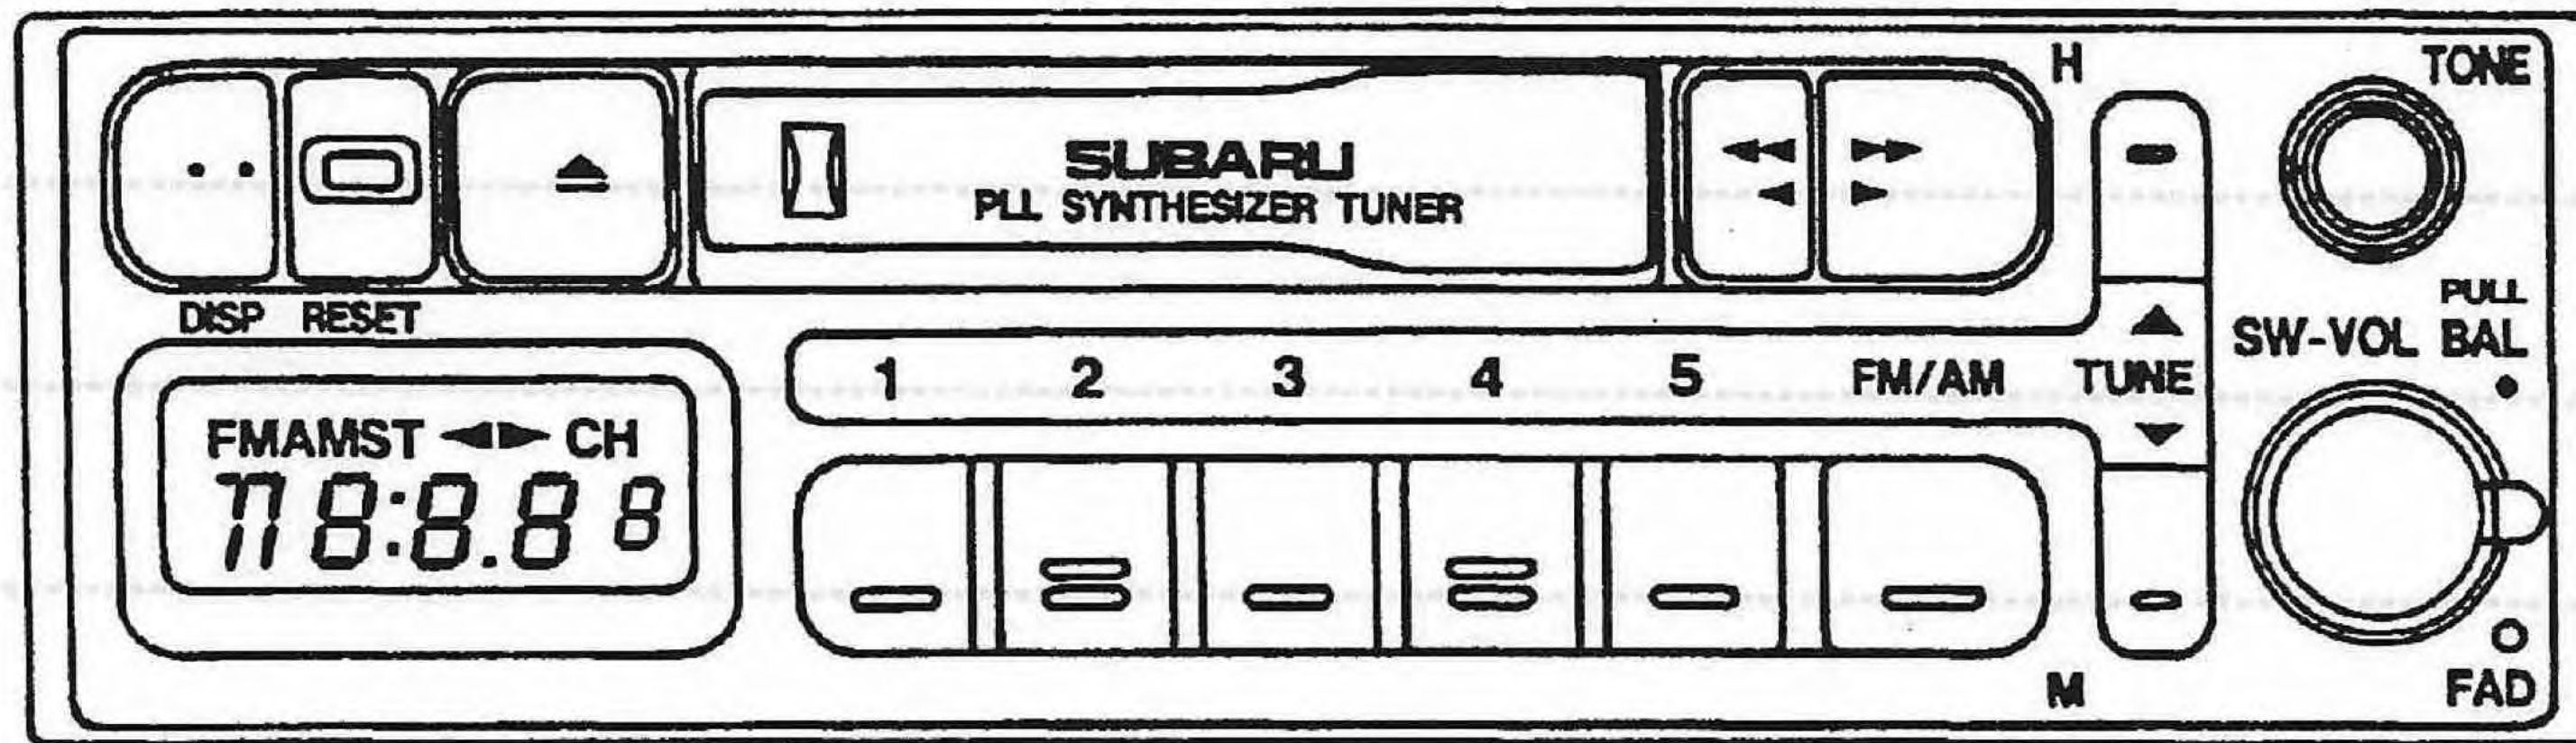 H
TONE
SUBARU
PLL SYNTHESIZER TUNER
DISP RESET
PULL
SW-VOL BAL
1 2 3 4 5 FM/AM TUNE
FMAMST ◀▶ CH
18:8.8 8
M
FAD